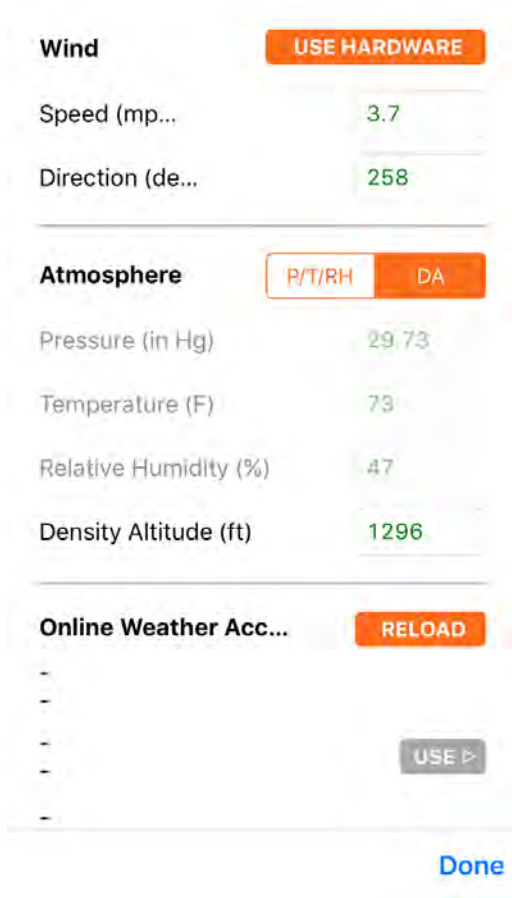 Wind USE HARDWARE
Speed (mp... 3.7
Direction (de... 258
Atmosphere P/T/RH DA
Pressure (in Hg) 29.73
Temperature (F) 73
Relative Humidity (%) 47
Density Altitude (ft) 1296
Online Weather Acc... RELOAD
-
-
-
USE ▷
-
-
Done